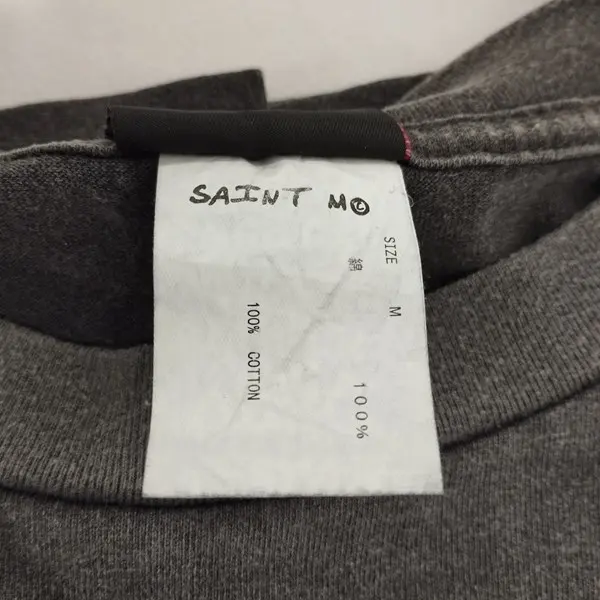 SAINT M©
SIZE M
綿 100%
100% COTTON